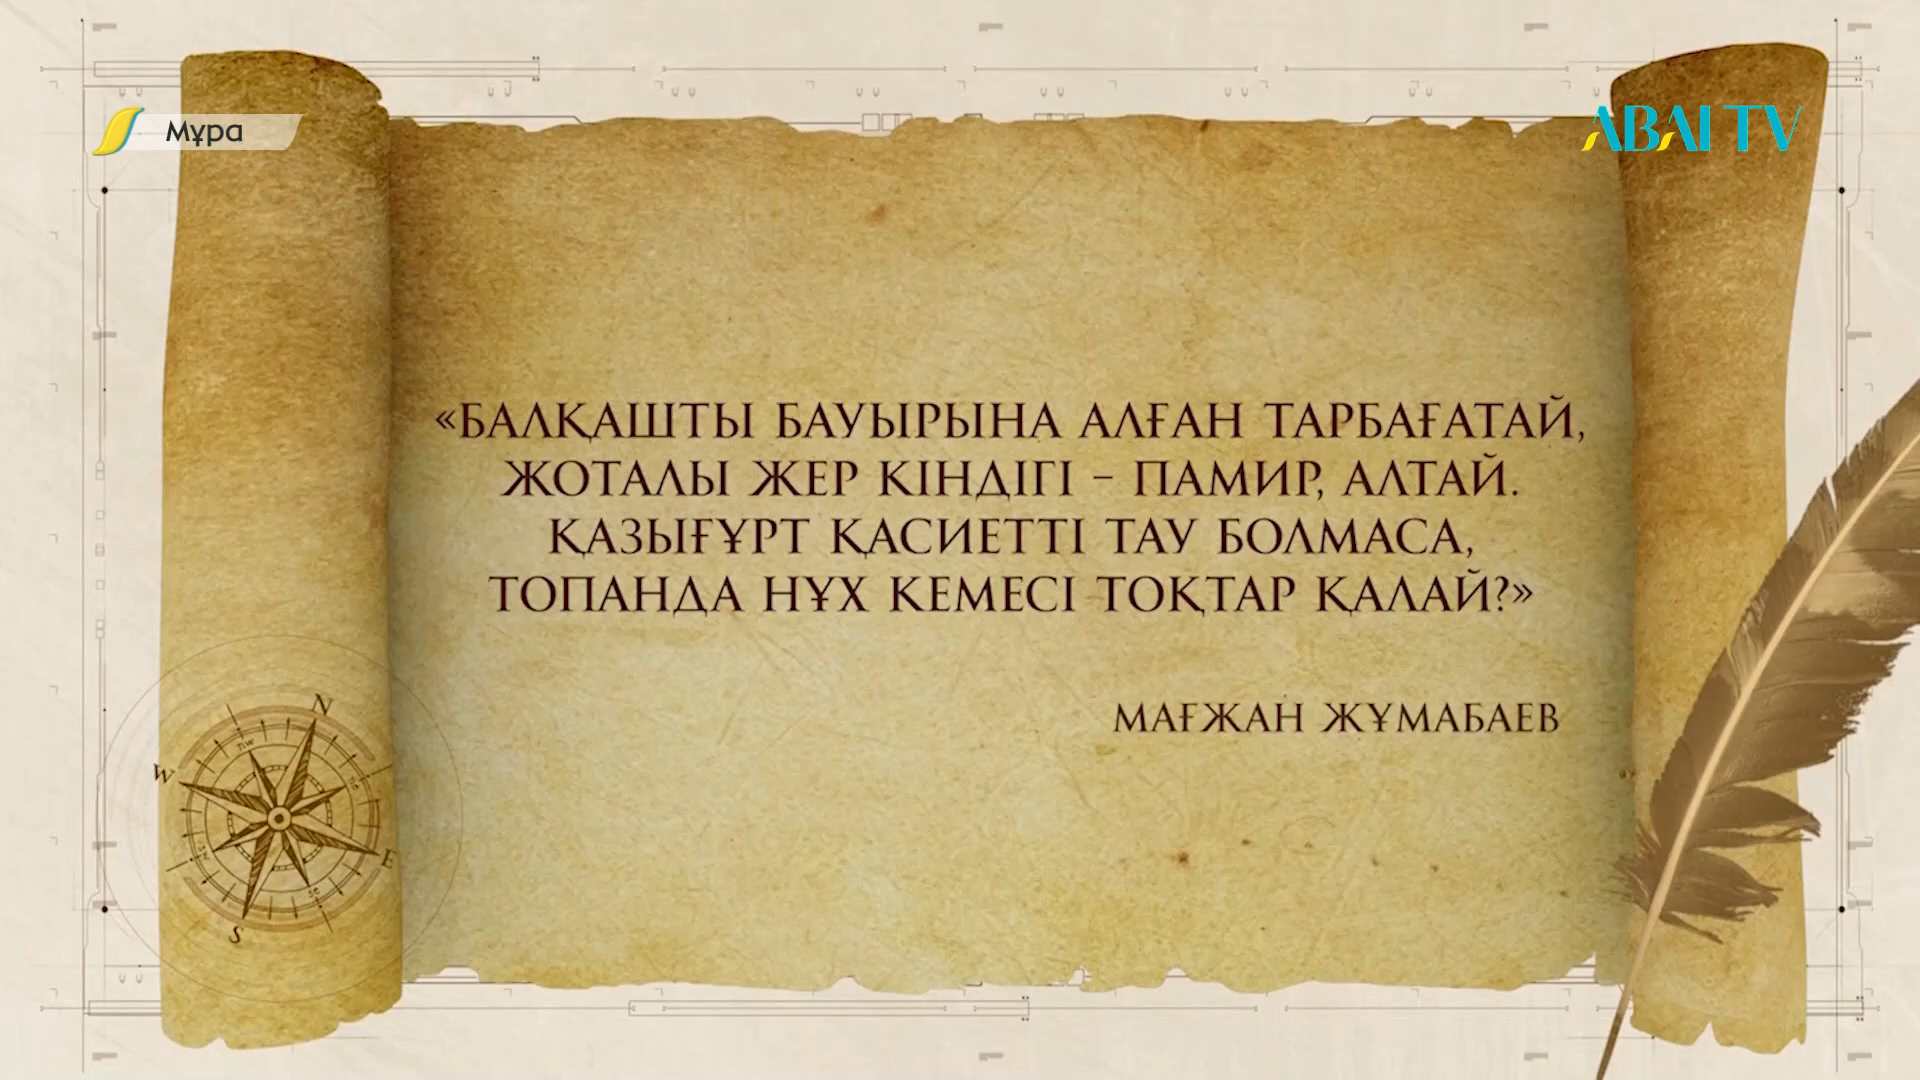 Мұра
ABAI TV
«БАЛҚАШТЫ БАУЫРЫНА АЛҒАН ТАРБАҒАТАЙ,
ЖОТАЛЫ ЖЕР КІНДІГІ – ПАМИР, АЛТАЙ.
ҚАЗЫҒҰРТ ҚАСИЕТТІ ТАУ БОЛМАСА,
ТОПАНДА НҰХ КЕМЕСІ ТОҚТАР ҚАЛАЙ?»
МАҒЖАН ЖҰМАБАЕВ
N
nw
W
E
S